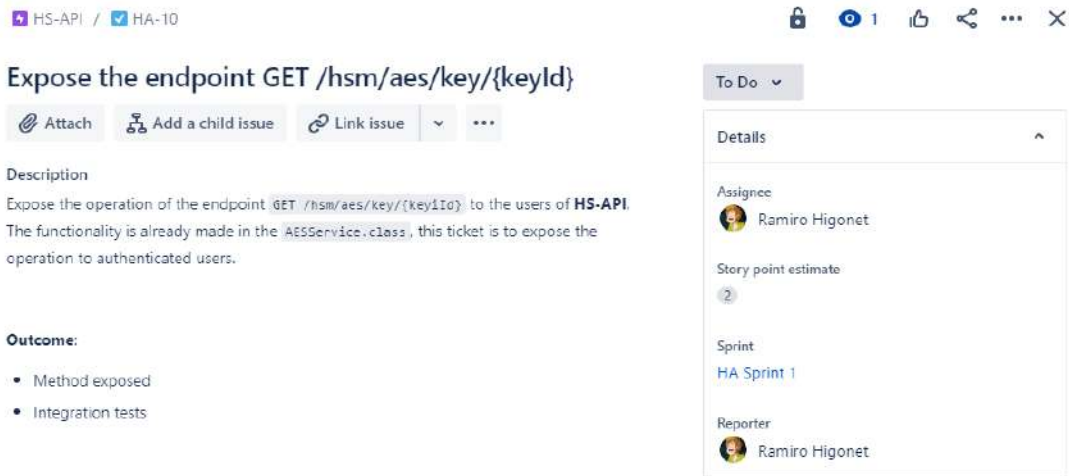 HS-API / HA-10
1
Expose the endpoint GET /hsm/aes/key/{keyId}
To Do
Attach
Add a child issue
Link issue
Details
Description
Expose the operation of the endpoint GET /hsm/aes/key/{keyiId} to the users of HS-API.
The functionality is already made in the AESService.class, this ticket is to expose the
operation to authenticated users.
Outcome:
• Method exposed
• Integration tests
Assignee
Ramiro Higonet
Story point estimate
2
Sprint
HA Sprint 1
Reporter
Ramiro Higonet